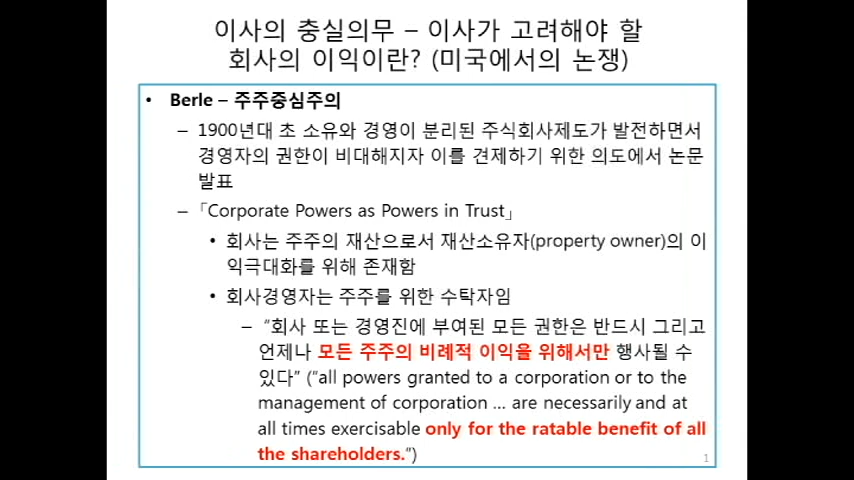 이사의 충실의무 – 이사가 고려해야 할
회사의 이익이란? (미국에서의 논쟁)
• Berle – 주주중심주의
– 1900년대 초 소유와 경영이 분리된 주식회사제도가 발전하면서
경영자의 권한이 비대해지자 이를 견제하기 위한 의도에서 논문
발표
– 「Corporate Powers as Powers in Trust」
• 회사는 주주의 재산으로서 재산소유자(property owner)의 이
익극대화를 위해 존재함
• 회사경영자는 주주를 위한 수탁자임
– “회사 또는 경영진에 부여된 모든 권한은 반드시 그리고
언제나 모든 주주의 비례적 이익을 위해서만 행사될 수
있다” (“all powers granted to a corporation or to the
management of corporation … are necessarily and at
all times exercisable only for the ratable benefit of all
the shareholders.”)
1